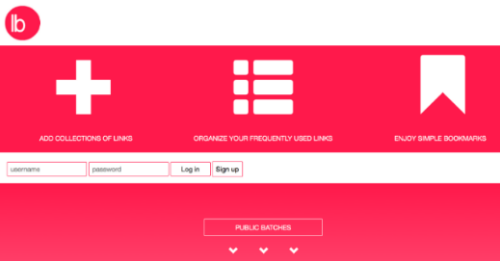 lb
ADD COLLECTIONS OF LINKS
ORGANIZE YOUR FREQUENTLY USED LINKS
ENJOY SIMPLE BOOKMARKS
username password Log in Sign up
PUBLIC BATCHES